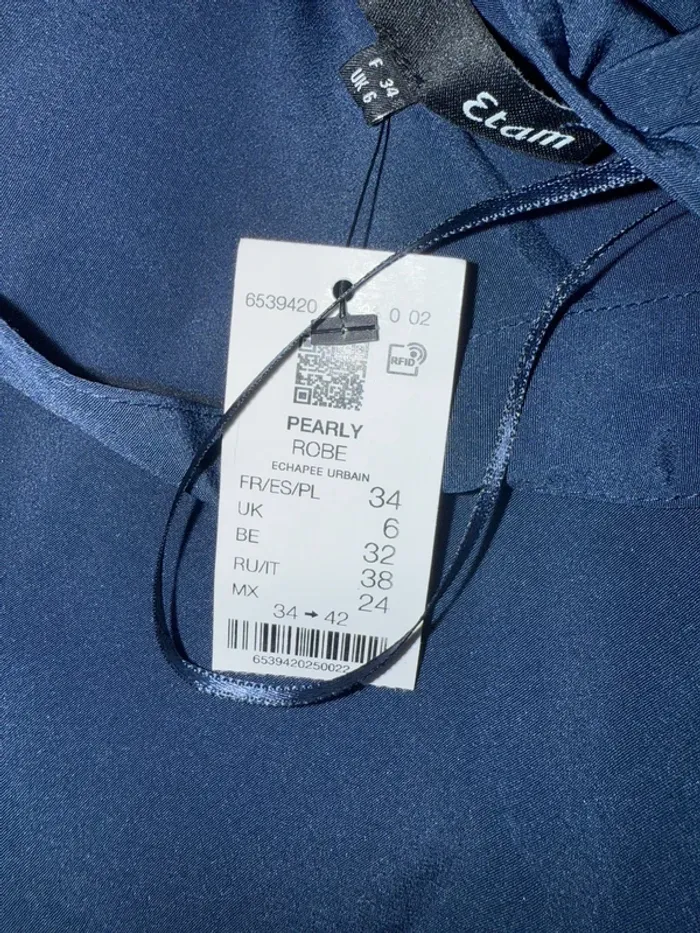 F 34
UK 6
Etam
6539420 0 02
RFID
PEARLY
ROBE
ECHAPEE URBAIN
FR/ES/PL 34
UK 6
BE 32
RU/IT 38
MX 24
34 → 42
6539420250022